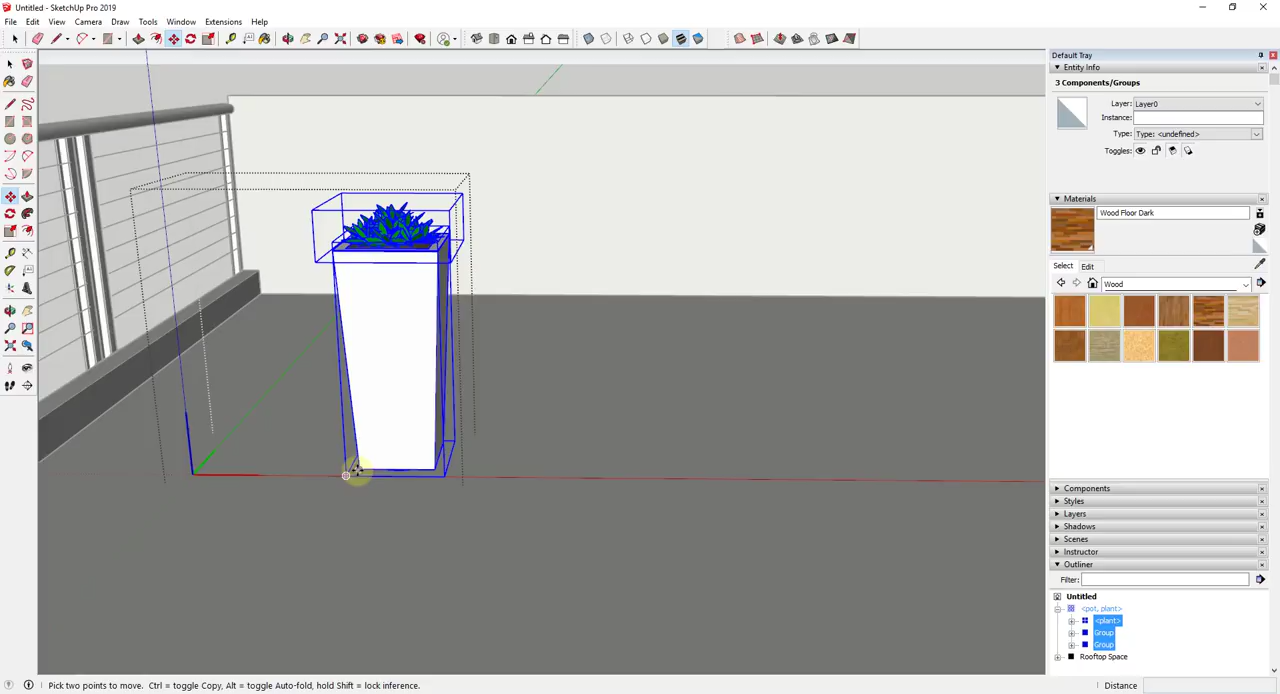 Untitled - SketchUp Pro 2019
File Edit View Camera Draw Tools Window Extensions Help
Default Tray
Entity Info
3 Components/Groups
Layer: Layer0
Instance:
Type: Type: <undefined>
Toggles:
Materials
Wood Floor Dark
Select Edit
Wood
Components
Styles
Layers
Shadows
Scenes
Instructor
Outliner
Filter:
Untitled
<pot, plant>
<plant>
Group
Group
Rooftop Space
Pick two points to move. Ctrl = toggle Copy, Alt = toggle Auto-fold, hold Shift = lock inference.
Distance